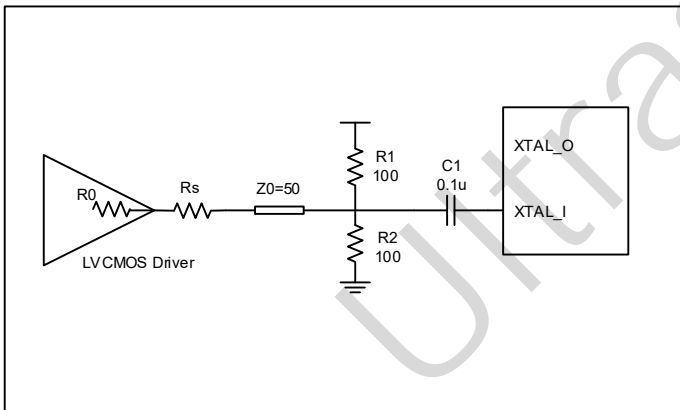 XTAL_O
R1
100
C1
0.1u
R0
Rs
Z0=50
XTAL_I
R2
100
LVCMOS Driver
Ultra